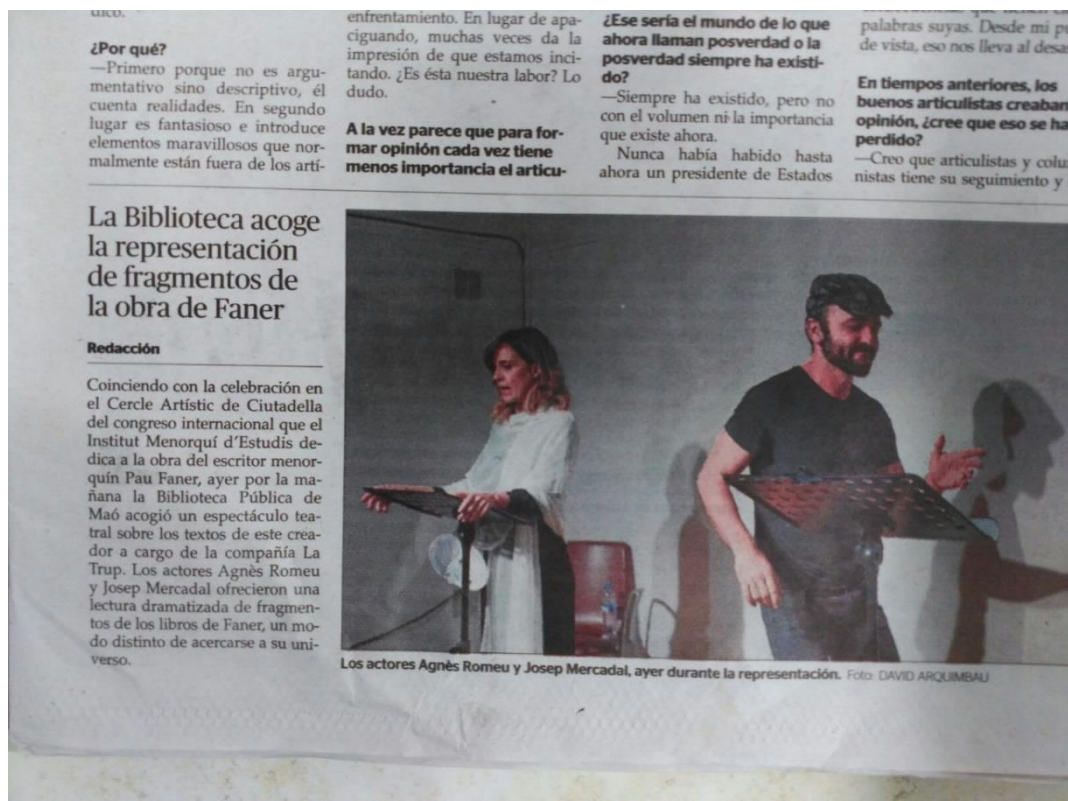 ¿Por qué?
—Primero porque no es argu-
mentativo sino descriptivo, él
cuenta realidades. En segundo
lugar es fantasioso e introduce
elementos maravillosos que nor-
malmente están fuera de los artí-
enfrentamiento. En lugar de apa-
ciguando, muchas veces da la
impresión de que estamos inci-
tando. ¿Es ésta nuestra labor? Lo
dudo.
A la vez parece que para for-
mar opinión cada vez tiene
menos importancia el articu-
¿Ese sería el mundo de lo que
ahora llaman posverdad o la
posverdad siempre ha existi-
do?
—Siempre ha existido, pero no
con el volumen ni la importancia
que existe ahora.
Nunca había habido hasta
ahora un presidente de Estados
palabras suyas. Desde mi
de vista, eso nos lleva al
En tiempos anteriores, los
buenos articulistas creaban
opinión, ¿cree que eso se ha
perdido?
—Creo que articulistas y colu
nistas tiene su seguimiento y
La Biblioteca acoge
la representación
de fragmentos de
la obra de Faner
Redacción
Coincidiendo con la celebración en
el Cercle Artístic de Ciutadella
del congreso internacional que el
Institut Menorquí d'Estudis de-
dica a la obra del escritor menor-
quín Pau Faner, ayer por la ma-
ñana la Biblioteca Pública de
Maó acogió un espectáculo tea-
tral sobre los textos de este crea-
dor a cargo de la compañía La
Trup. Los actores Agnès Romeu
y Josep Mercadal ofrecieron una
lectura dramatizada de fragmen-
tos de los libros de Faner, un mo-
do distinto de acercarse a su uni-
verso.
Los actores Agnès Romeu y Josep Mercadal, ayer durante la representación. Foto: DAVID ARQUIMBAU